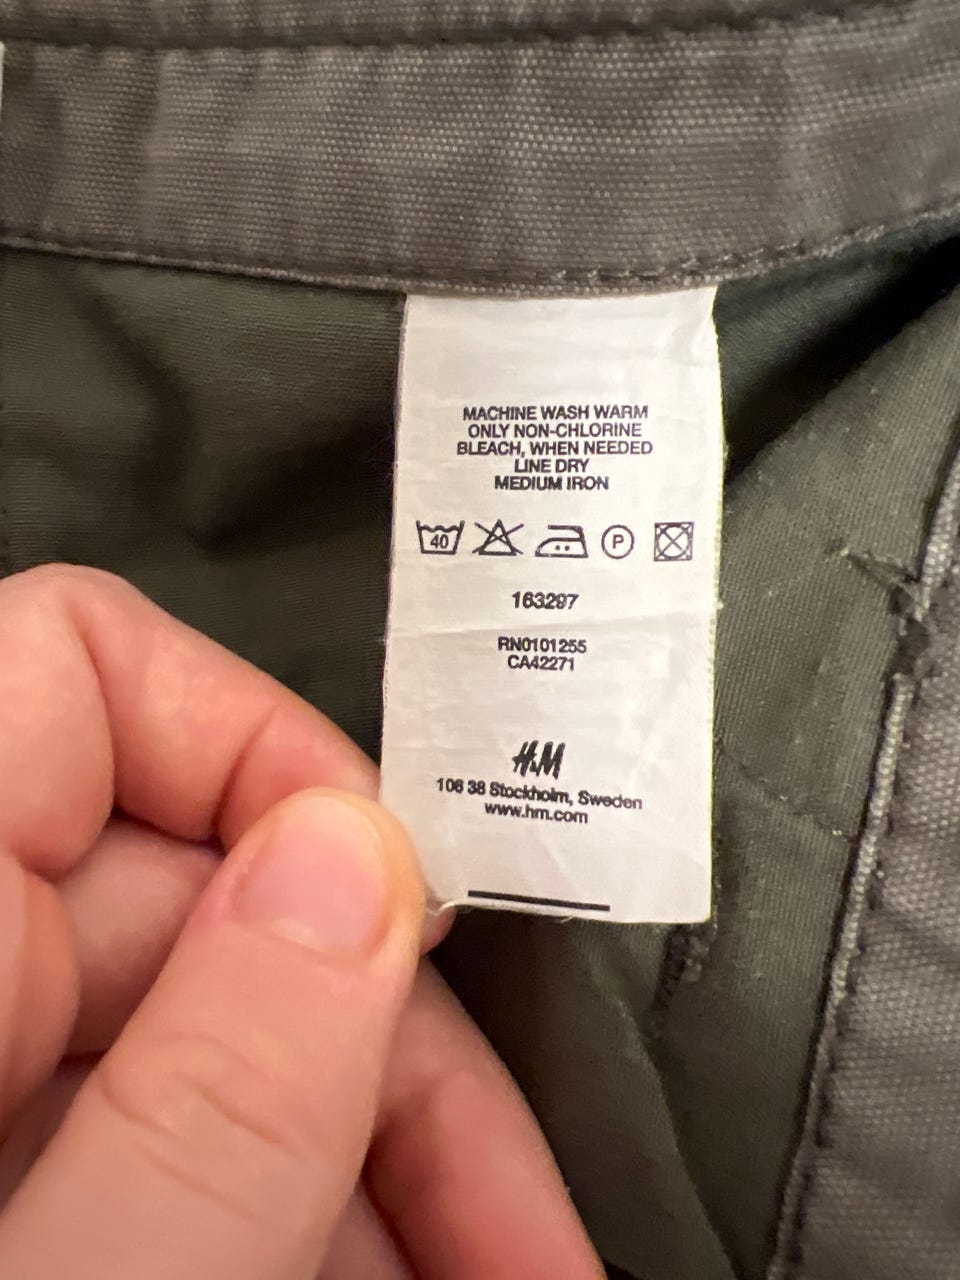 MACHINE WASH WARM
ONLY NON-CHLORINE
BLEACH, WHEN NEEDED
LINE DRY
MEDIUM IRON
40 P
163297
RN0101255
CA42271
H&M
106 38 Stockholm, Sweden
www.hm.com